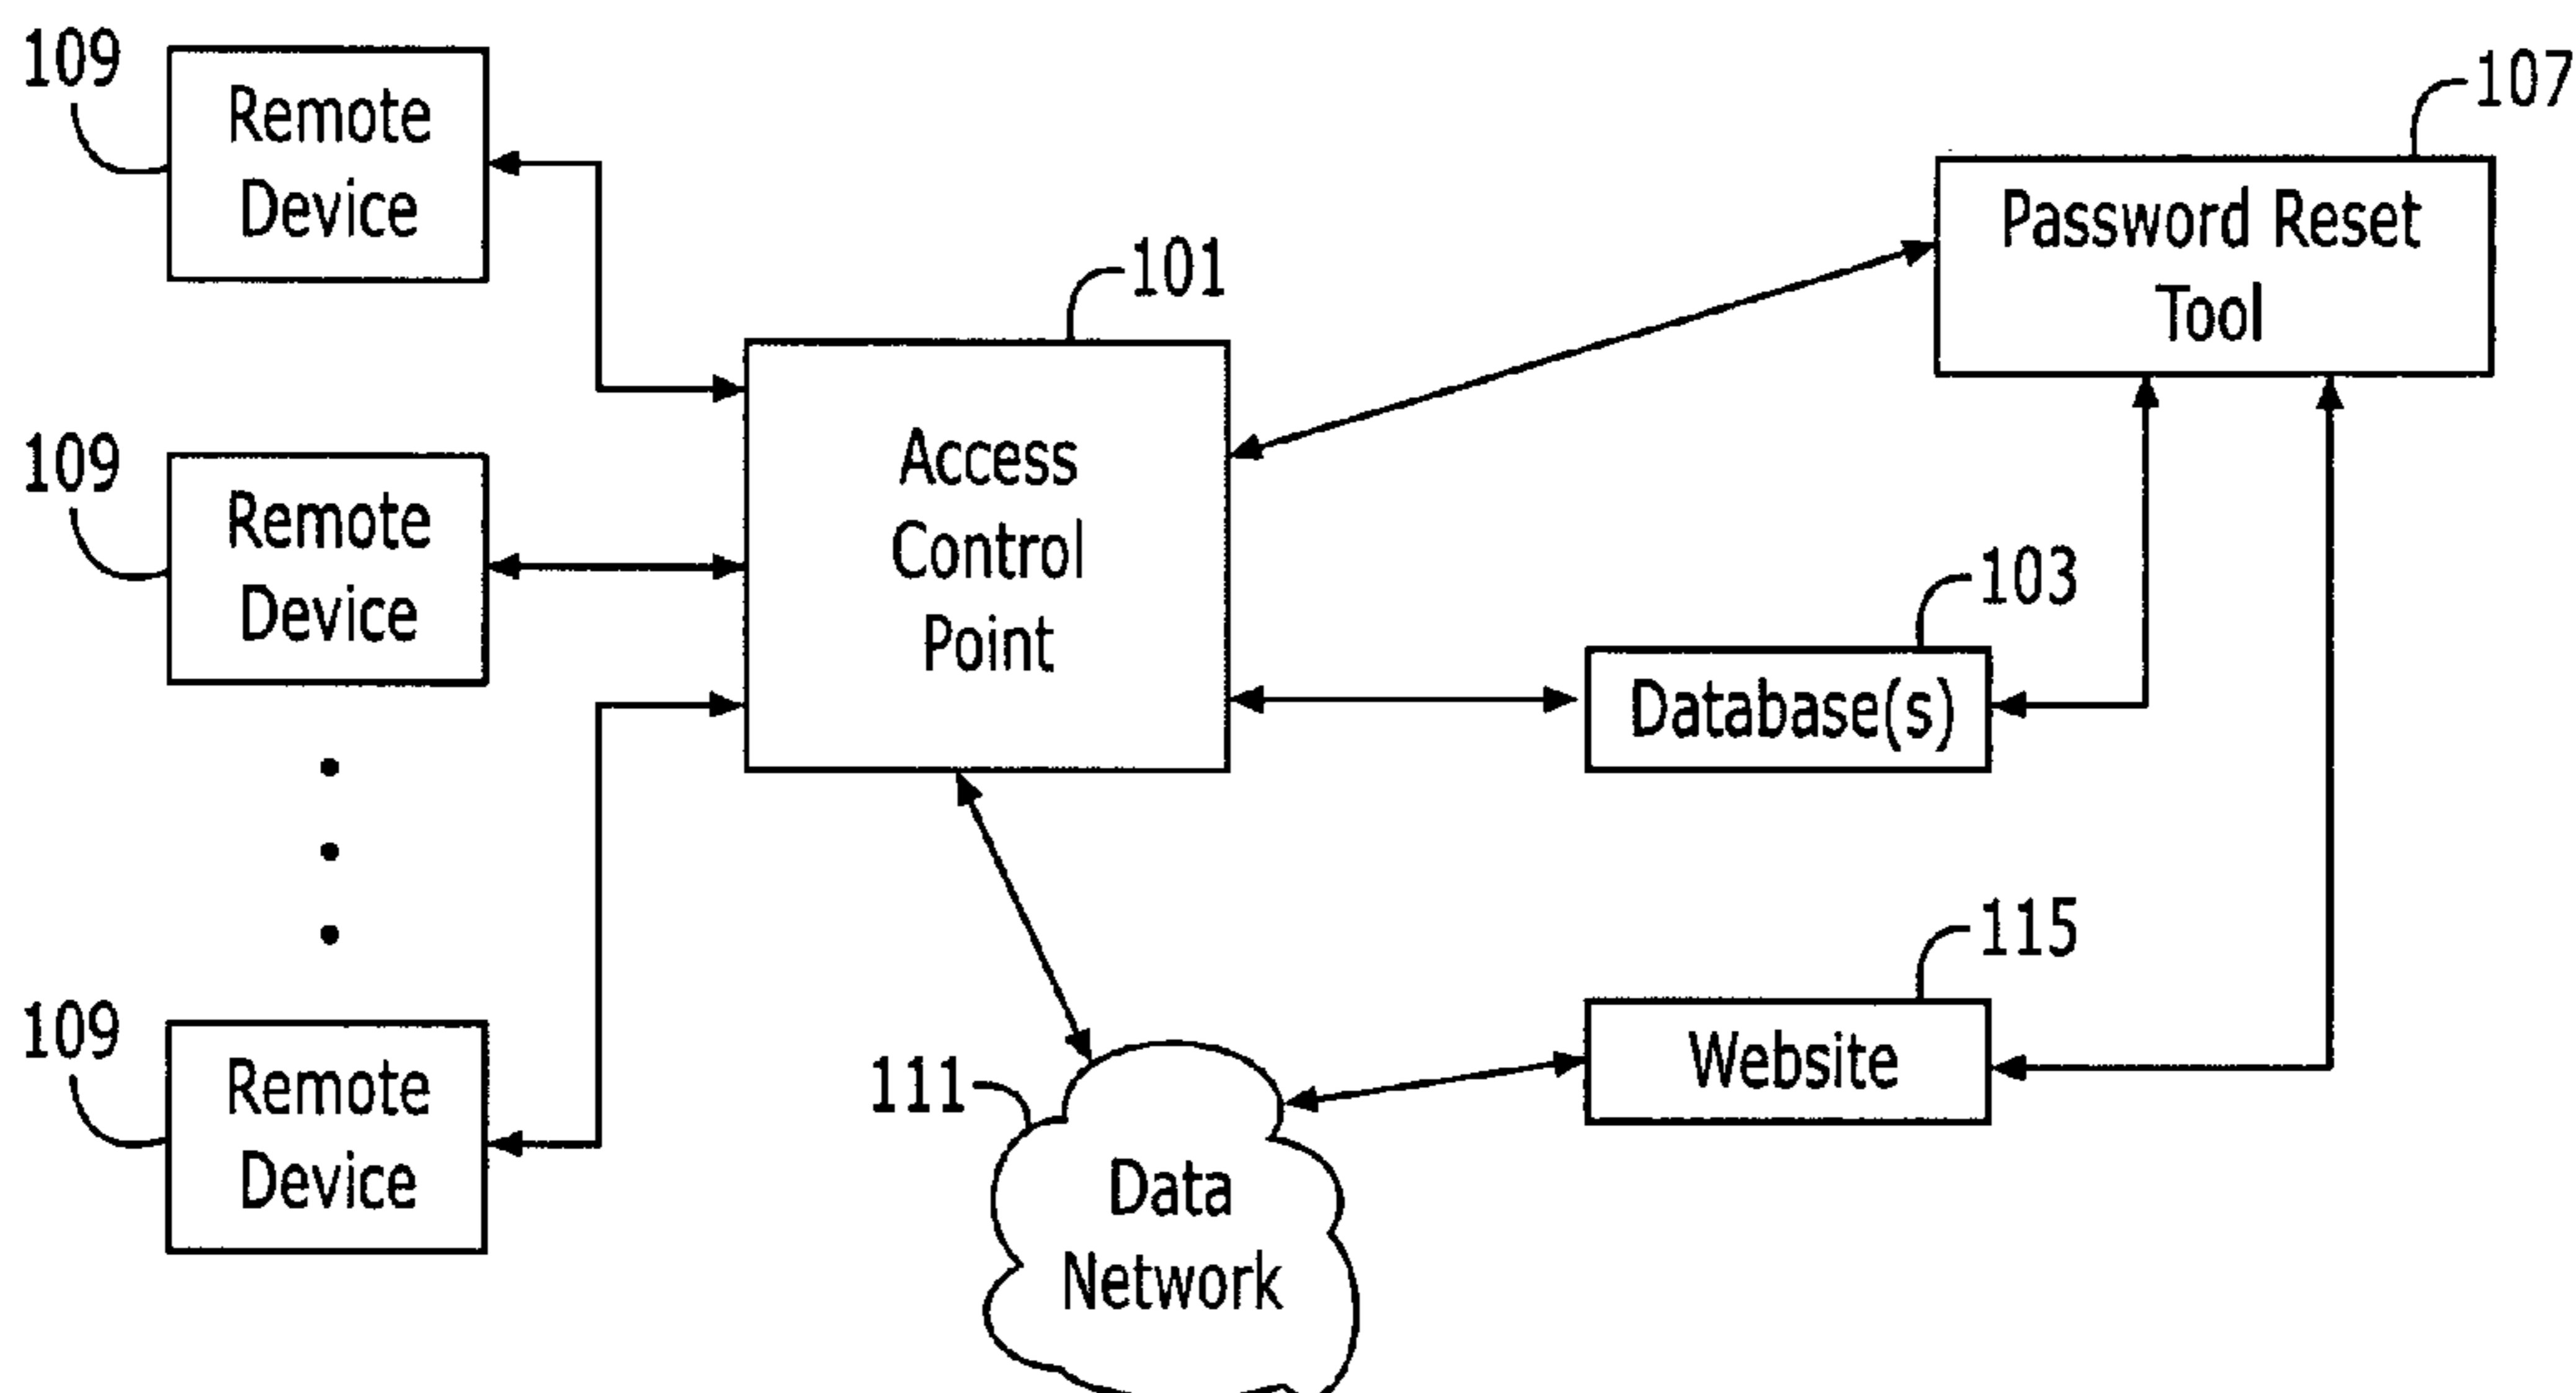 109
Remote
Device
107
Password Reset
Tool
101
Access
Control
Point
109
Remote
Device
103
Database(s)
115
Website
109
Remote
Device
111
Data
Network